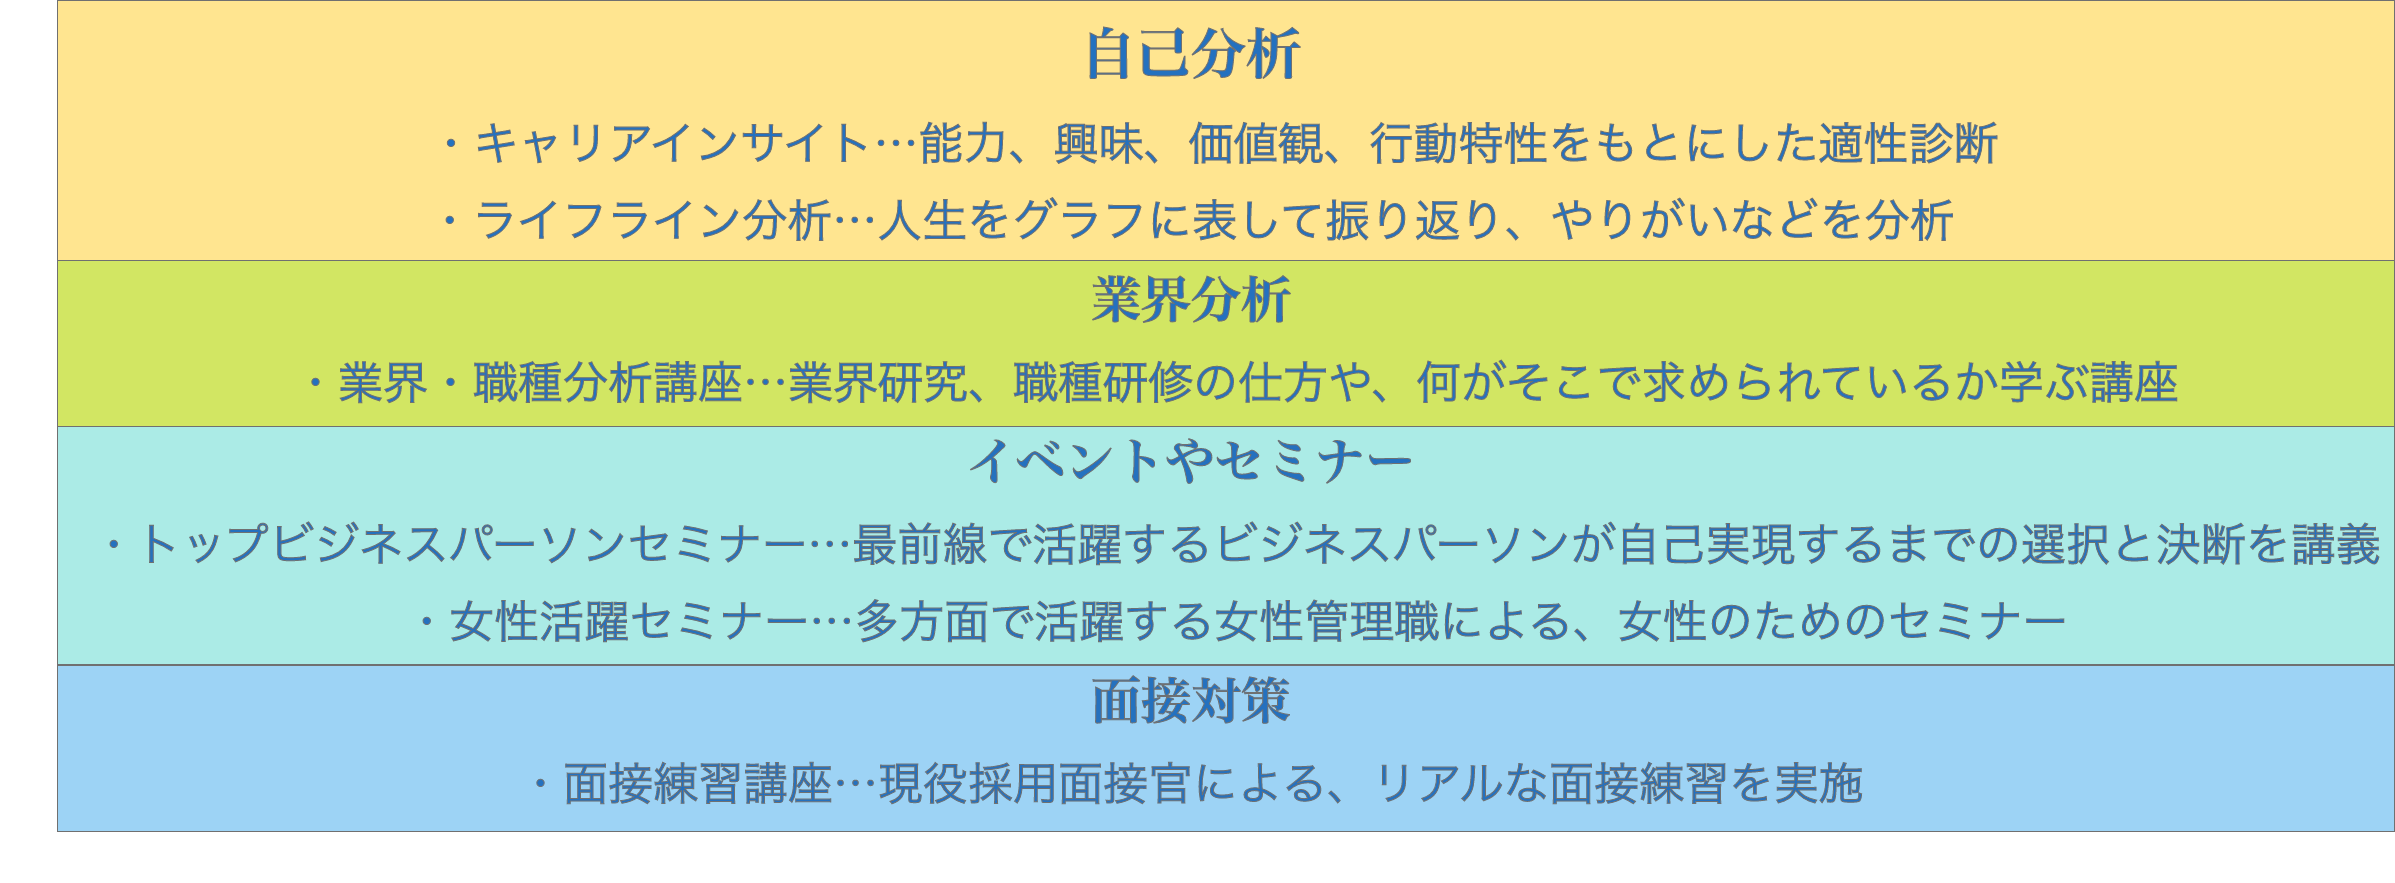 自己分析
・キャリアインサイト…能力、興味、価値観、行動特性をもとにした適性診断
・ライフライン分析…人生をグラフに表して振り返り、やりがいなどを分析
業界分析
・業界・職種分析講座…業界研究、職種研修の仕方や、何がそこで求められているか学ぶ講座
イベントやセミナー
・トップビジネスパーソンセミナー…最前線で活躍するビジネスパーソンが自己実現するまでの選択と決断を講義
・女性活躍セミナー…多方面で活躍する女性管理職による、女性のためのセミナー
面接対策
・面接練習講座…現役採用面接官による、リアルな面接練習を実施